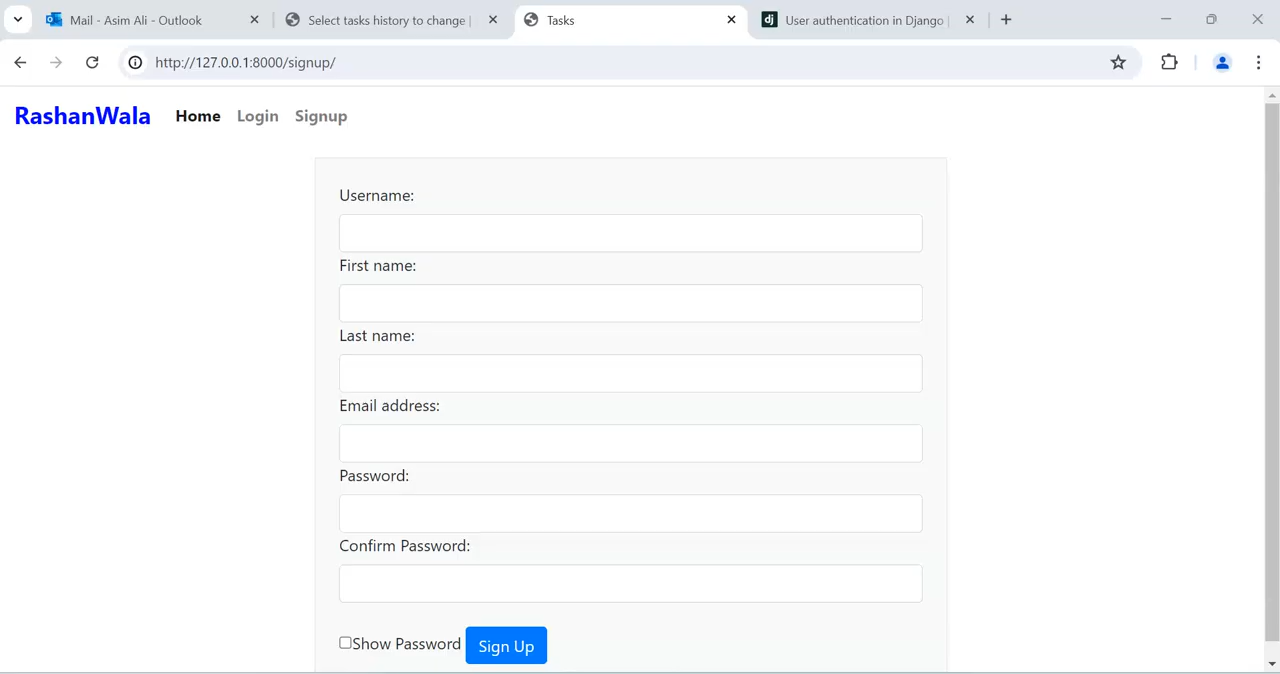 Mail - Asim Ali - Outlook
Select tasks history to change |
Tasks
User authentication in Django |
http://127.0.0.1:8000/signup/
RashanWala Home Login Signup
Username:
First name:
Last name:
Email address:
Password:
Confirm Password:
Show Password Sign Up